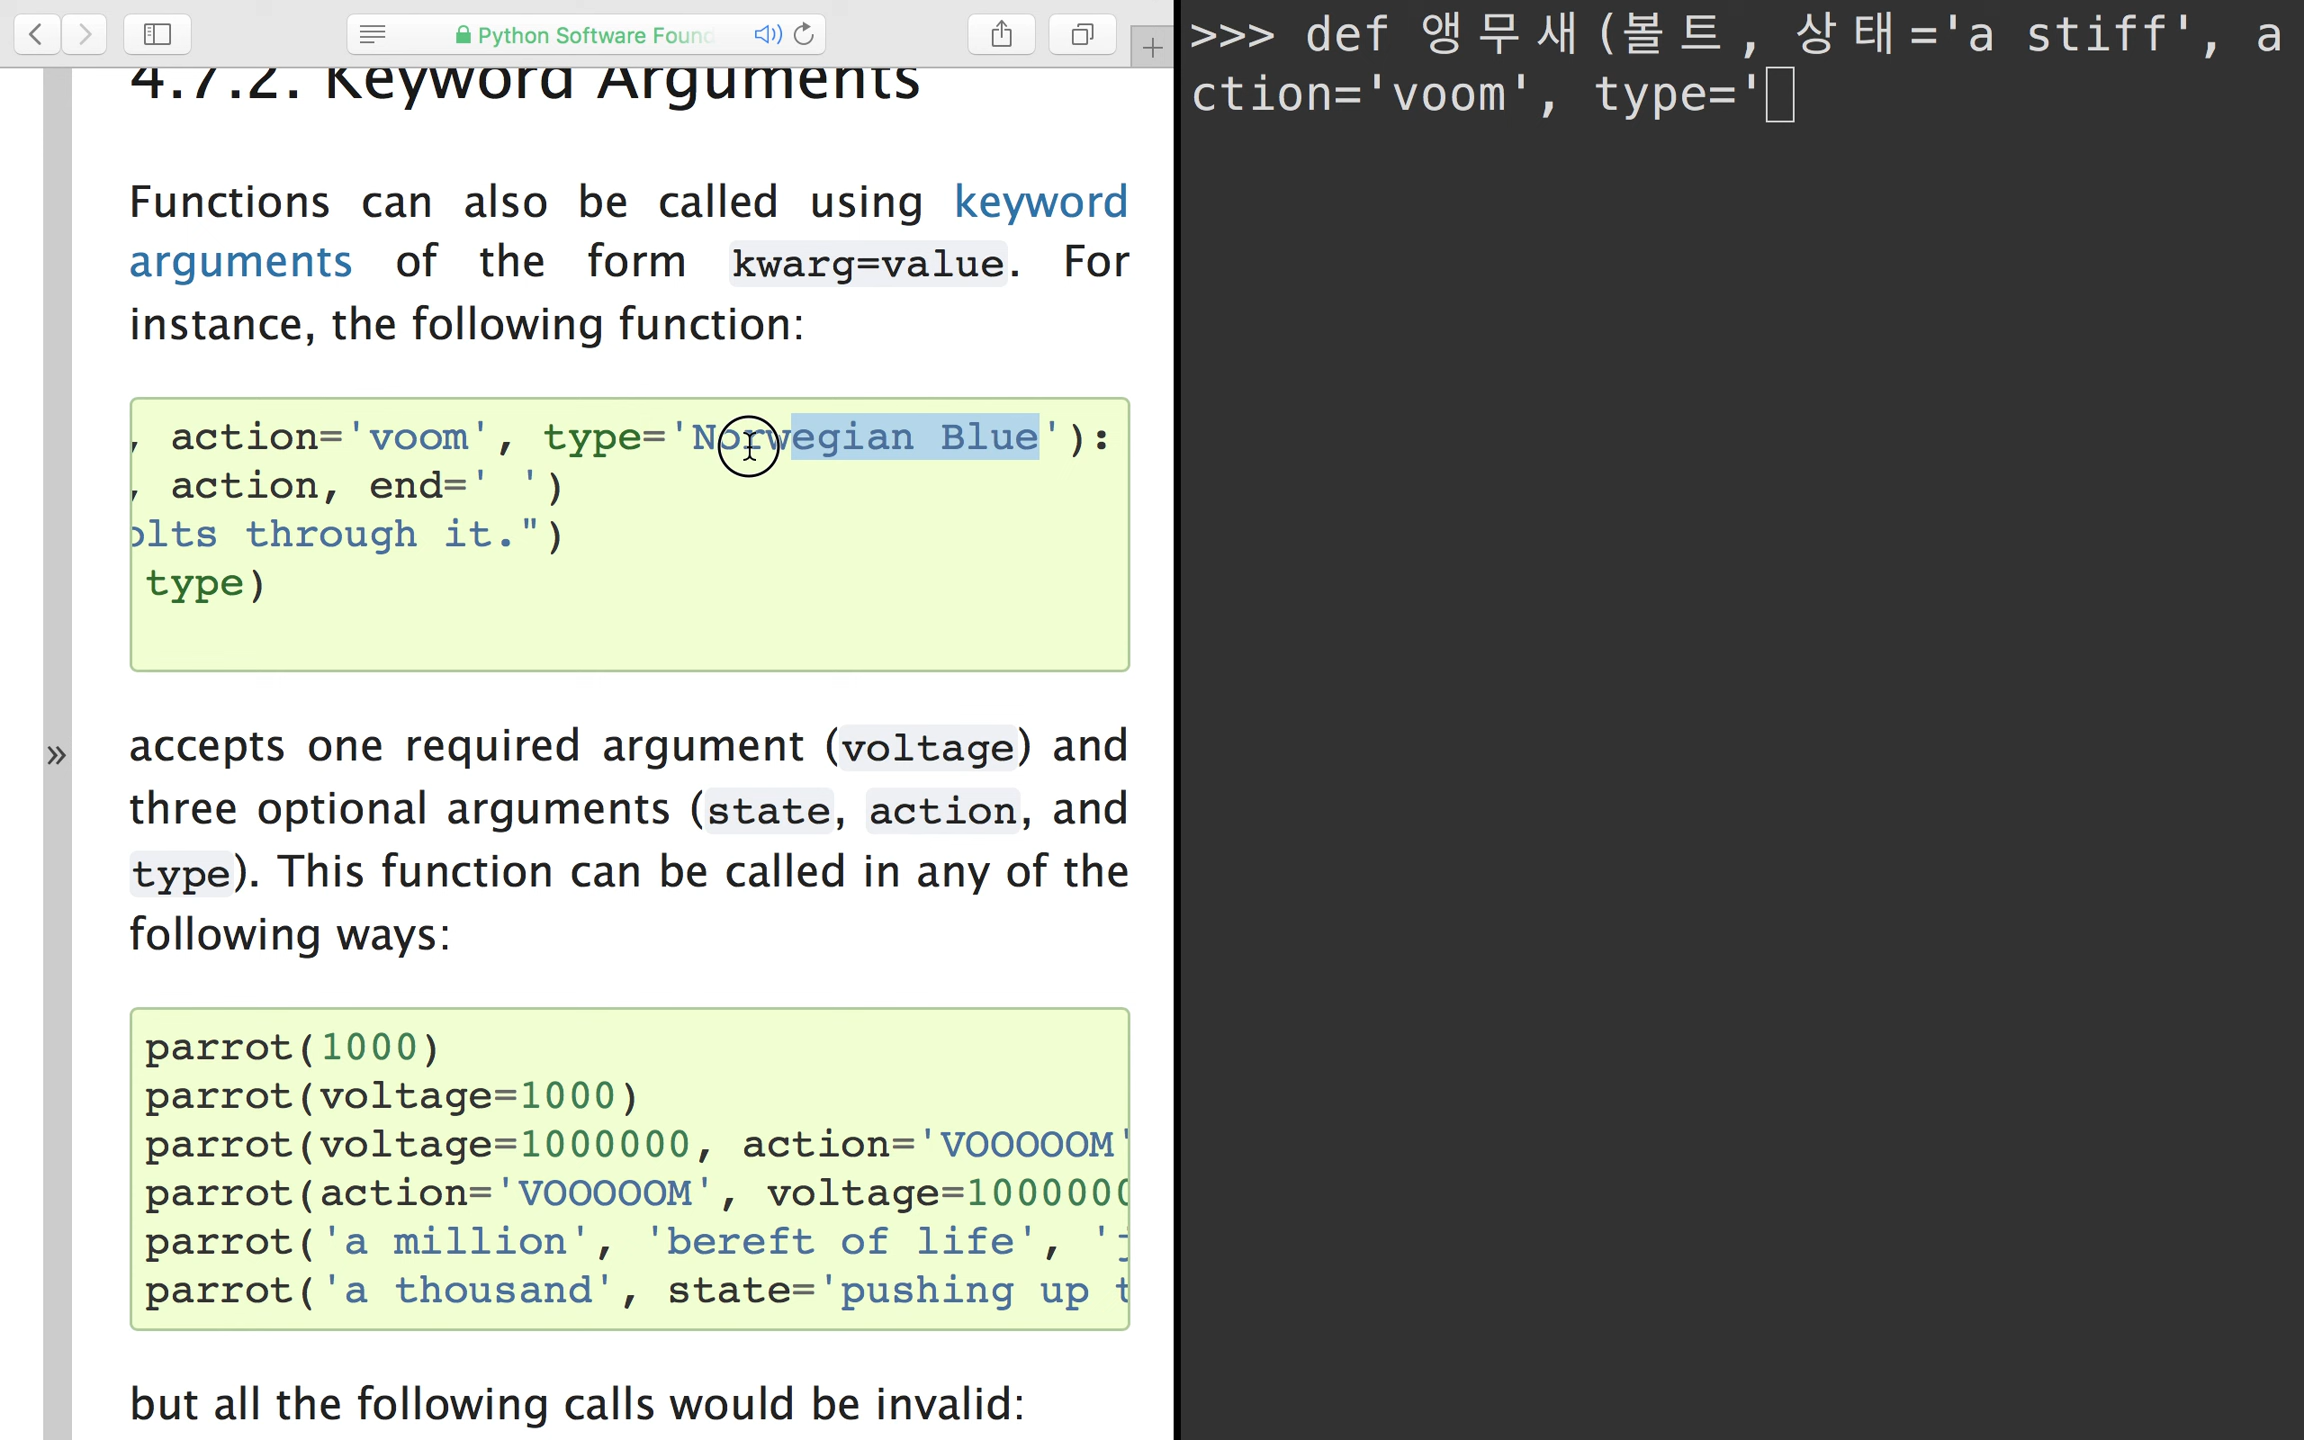 Python Software Found
4.7.2. Keyword Arguments
Functions can also be called using keyword
arguments of the form kwarg=value. For
instance, the following function:
, action='voom', type='Norwegian Blue'):
, action, end=' ')
olts through it.")
type)
accepts one required argument (voltage) and
three optional arguments (state, action, and
type). This function can be called in any of the
following ways:
parrot(1000)
parrot(voltage=1000)
parrot(voltage=1000000, action='VOOOOOM'
parrot(action='VOOOOOM', voltage=1000000
parrot('a million', 'bereft of life', 'j
parrot('a thousand', state='pushing up t
but all the following calls would be invalid:
>>> def 앵무새(볼트, 상태='a stiff', a
ction='voom', type='